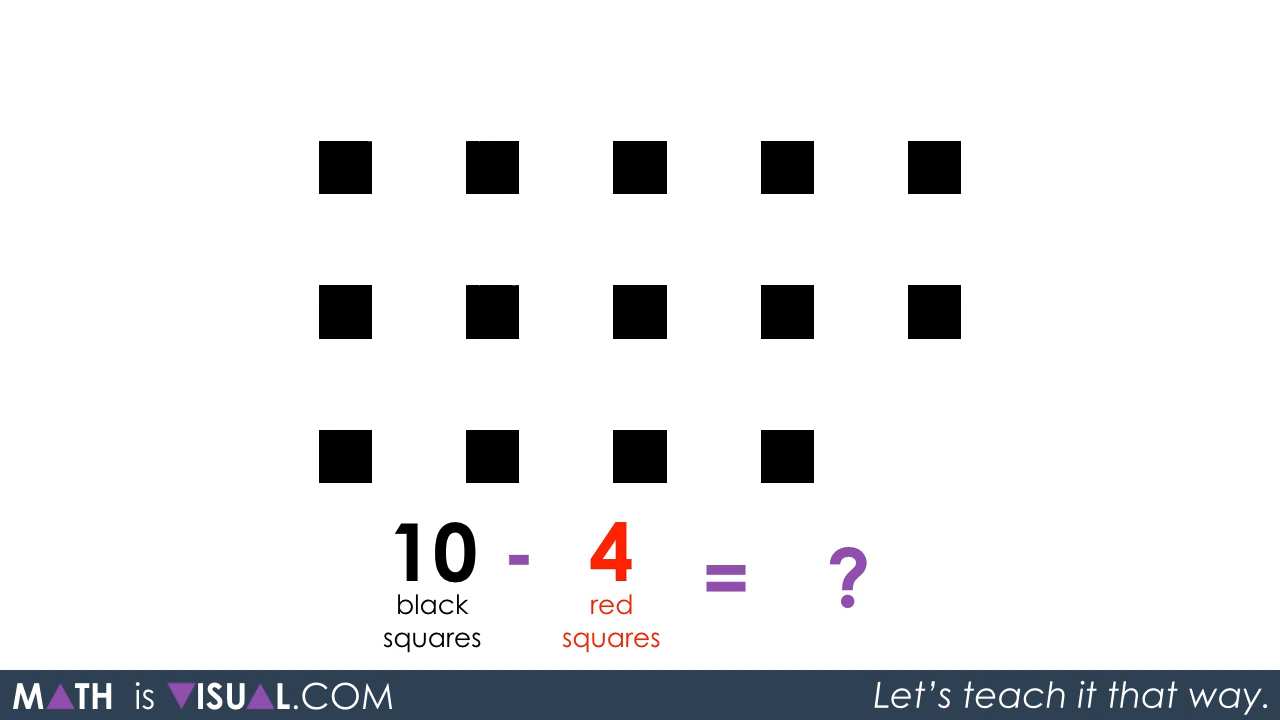 10 - 4 = ?
black red
squares squares
MATH is VISUAL.COM
Let's teach it that way.